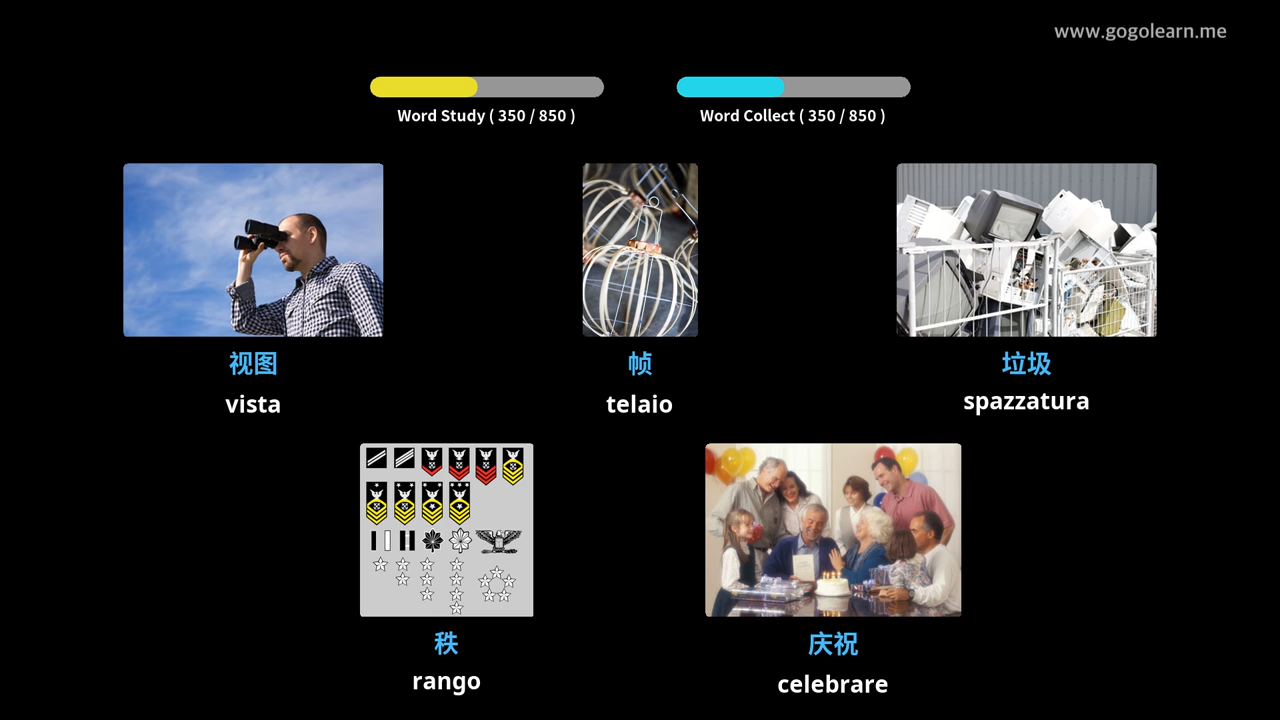 www.gogolearn.me
Word Study ( 350 / 850 )
Word Collect ( 350 / 850 )
视图
vista
帧
telaio
垃圾
spazzatura
秩
rango
庆祝
celebrare